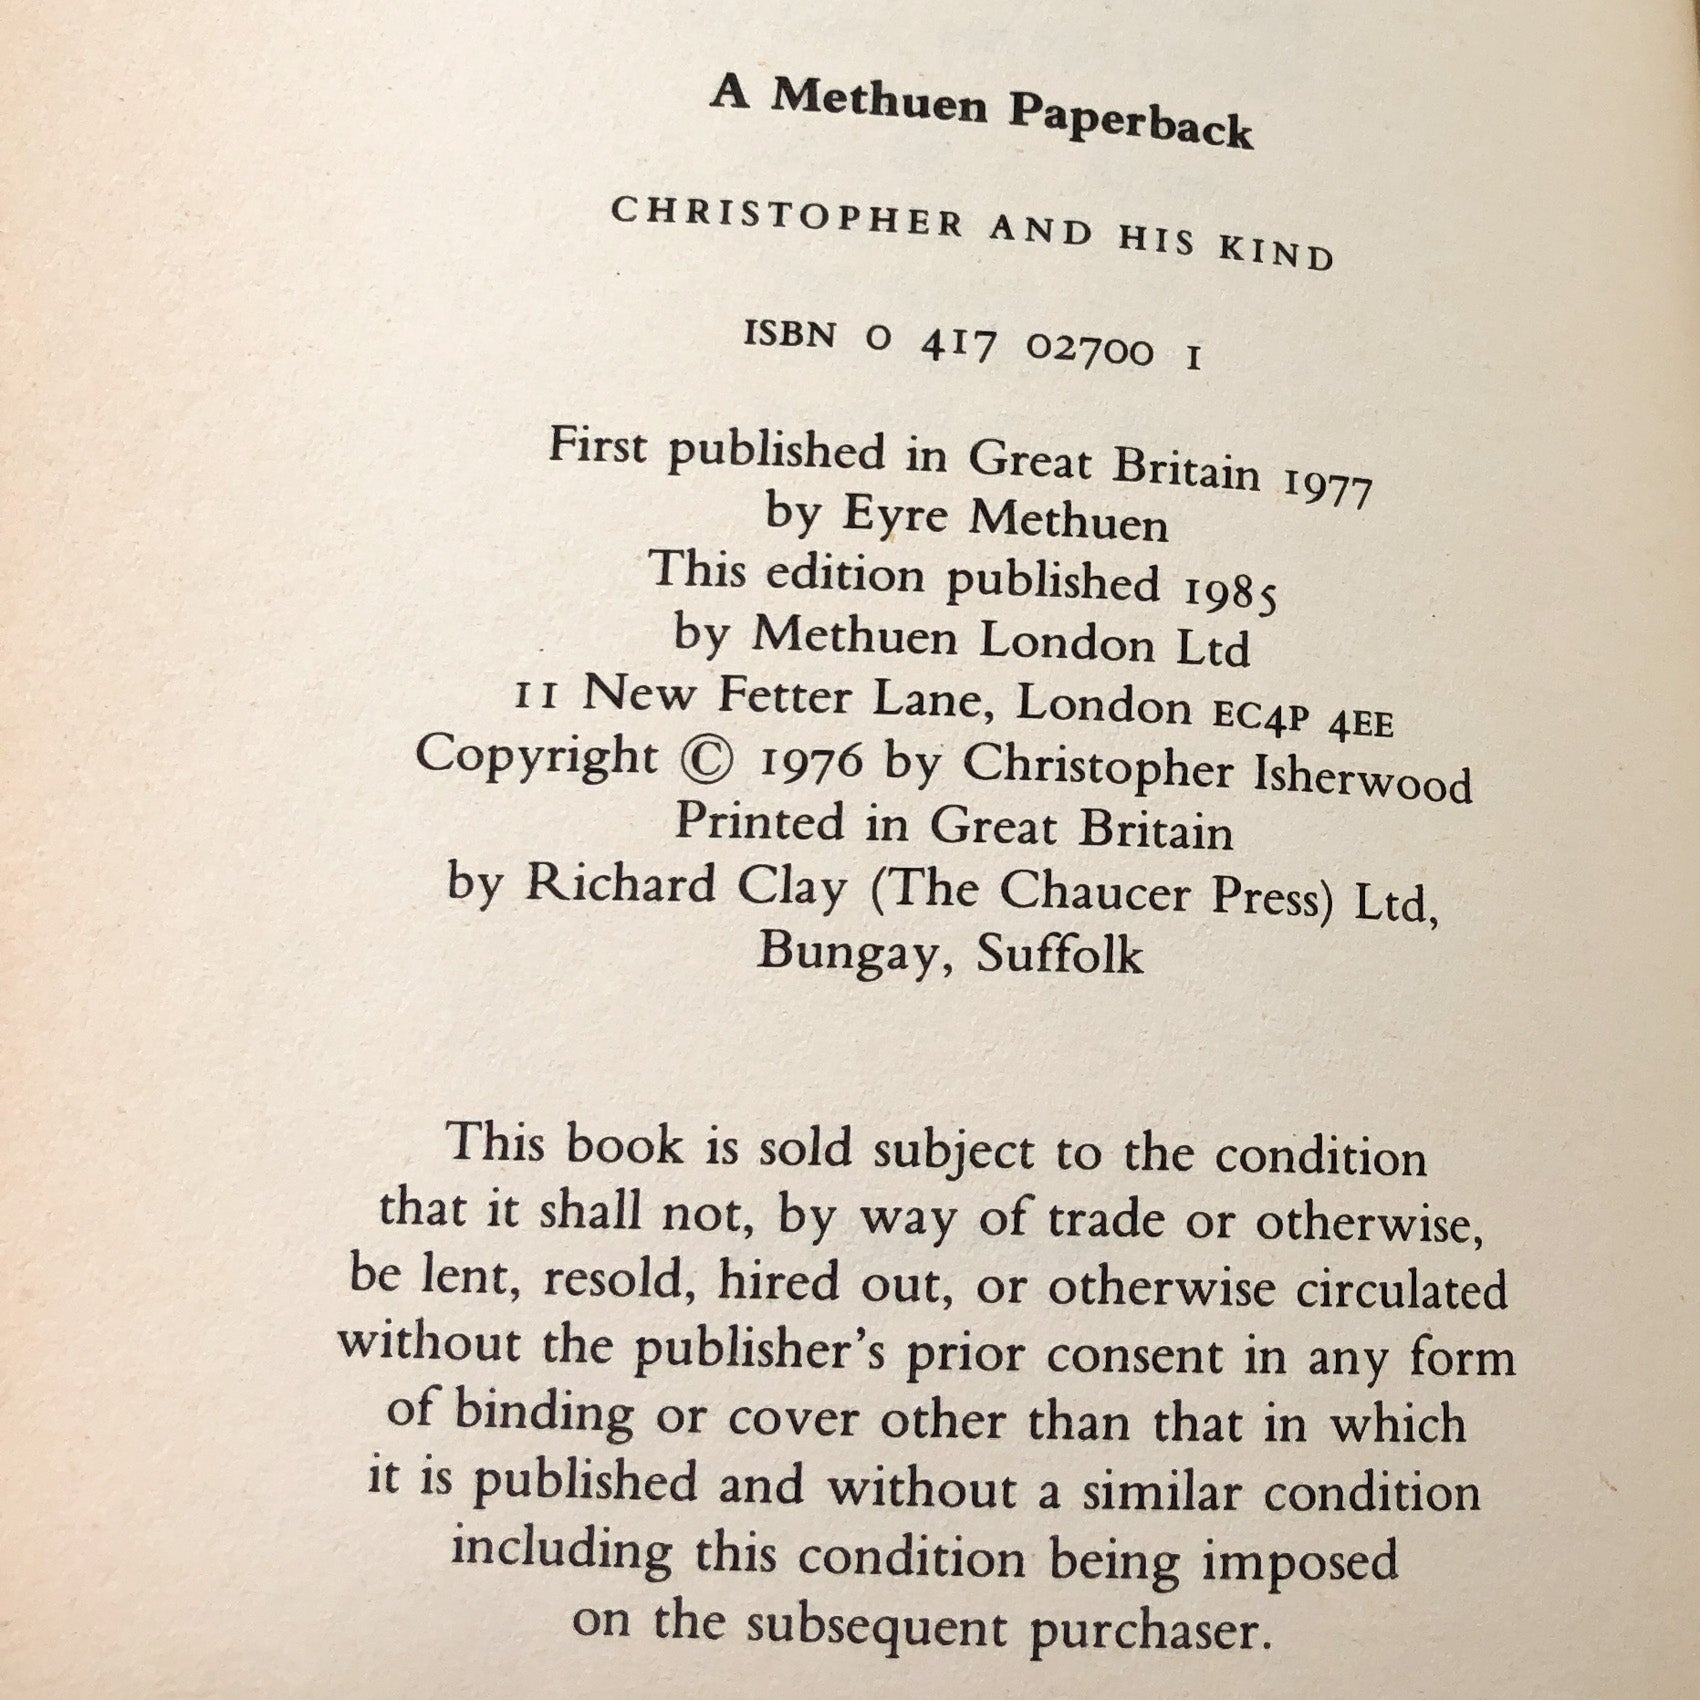 A Methuen Paperback
CHRISTOPHER AND HIS KIND
ISBN 0 417 02700 1
First published in Great Britain 1977
by Eyre Methuen
This edition published 1985
by Methuen London Ltd
11 New Fetter Lane, London EC4P 4EE
Copyright © 1976 by Christopher Isherwood
Printed in Great Britain
by Richard Clay (The Chaucer Press) Ltd,
Bungay, Suffolk
This book is sold subject to the condition
that it shall not, by way of trade or otherwise,
be lent, resold, hired out, or otherwise circulated
without the publisher’s prior consent in any form
of binding or cover other than that in which
it is published and without a similar condition
including this condition being imposed
on the subsequent purchaser.